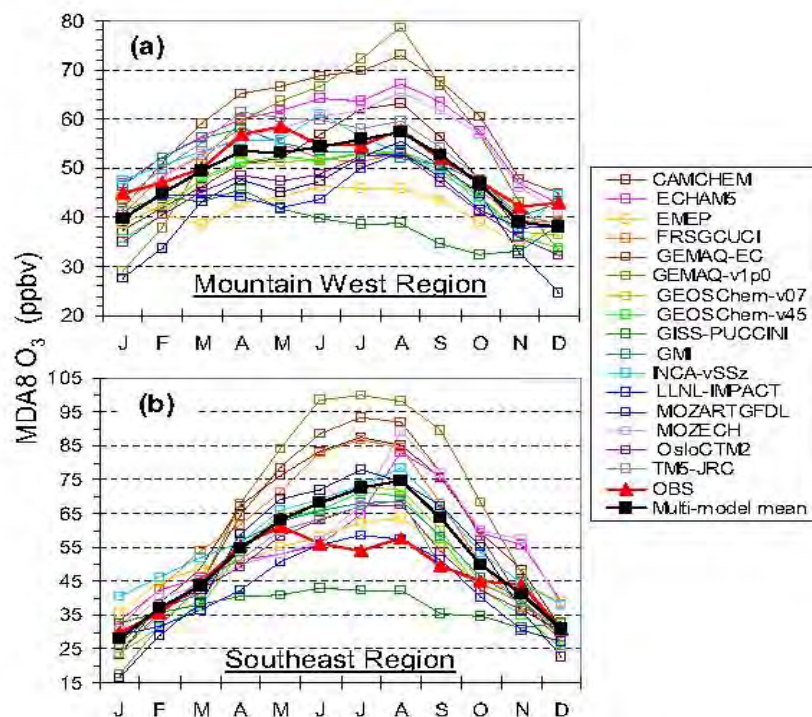 MDA8 O3 (ppbv)
(a)
80
70
60
50
40
30
20
Mountain West Region
J F M A M J J A S O N D
(b)
105
95
85
75
65
55
45
35
25
15
Southeast Region
J F M A M J J A S O N D
CAMCHEM
ECHAM5
EMEP
FRSGCUCI
GEMAQ-EC
GEMAQ-v1p0
GEOSChem-v07
GEOSChem-v45
GISS-PUCCINI
GMI
INCA-vSSz
LLNL-IMPACT
MOZARTGFDL
MOZECH
OsloCTM2
TM5-JRC
OBS
Multi-model mean